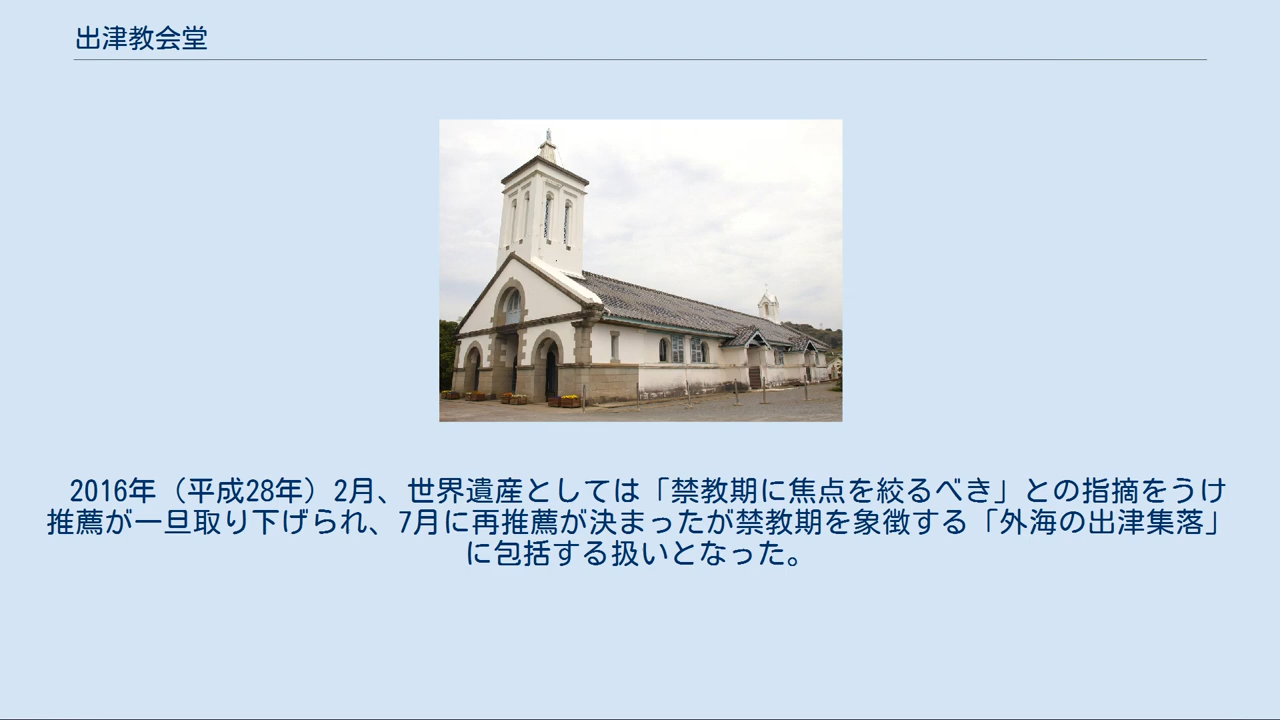 出津教会堂
2016年（平成28年）2月、世界遺産としては「禁教期に焦点を絞るべき」との指摘をうけ
推薦が一旦取り下げられ、7月に再推薦が決まったが禁教期を象徴する「外海の出津集落」
に包括する扱いとなった。